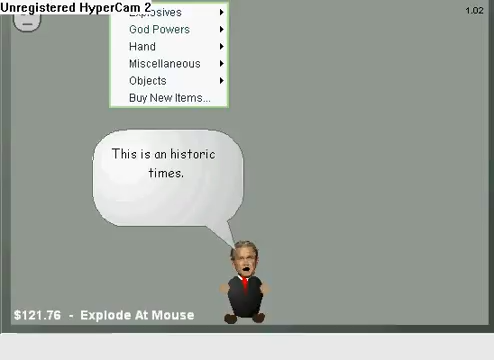 Unregistered HyperCam 2
1.02
Explosives
God Powers
Hand
Miscellaneous
Objects
Buy New Items...
This is an historic
times.
$121.76 - Explode At Mouse